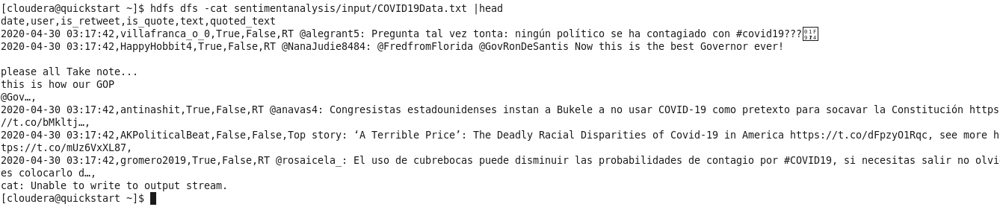 [cloudera@quickstart ~]$ hdfs dfs -cat sentimentanalysis/input/COVID19Data.txt |head
date,user,is_retweet,is_quote,text,quoted_text
2020-04-30 03:17:42,villafranca_o_0,True,False,RT @alegrant5: Pregunta tal vez tonta: ningún político se ha contagiado con #covid19???
2020-04-30 03:17:42,HappyHobbit4,True,False,RT @NanaJudie8484: @FredfromFlorida @GovRonDeSantis Now this is the best Governor ever!
please all Take note...
this is how our GOP
@Gov…,
2020-04-30 03:17:42,antinashit,True,False,RT @anavas4: Congresistas estadounidenses instan a Bukele a no usar COVID-19 como pretexto para socavar la Constitución https
//t.co/bMkltj…,
2020-04-30 03:17:42,AKPoliticalBeat,False,False,Top story: ‘A Terrible Price’: The Deadly Racial Disparities of Covid-19 in America https://t.co/dFpzyO1Rqc, see more h
tps://t.co/mUz6VxXL87,
2020-04-30 03:17:42,gromero2019,True,False,RT @rosaicela_: El uso de cubrebocas puede disminuir las probabilidades de contagio por #COVID19, si necesitas salir no olvi
es colocarlo d…,
cat: Unable to write to output stream.
[cloudera@quickstart ~]$